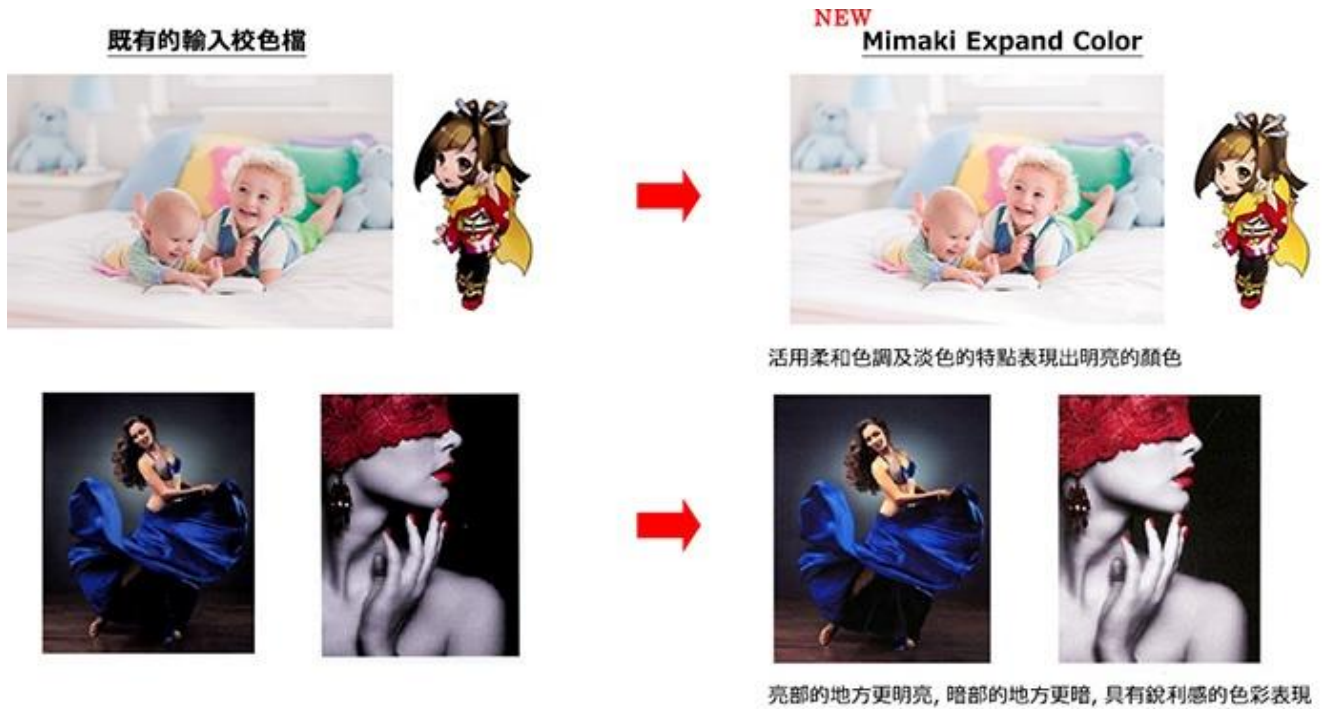 既有的輸入校色檔
NEW
Mimaki Expand Color
活用柔和色調及淡色的特點表現出明亮的顏色
亮部的地方更明亮, 暗部的地方更暗, 具有銳利感的色彩表現